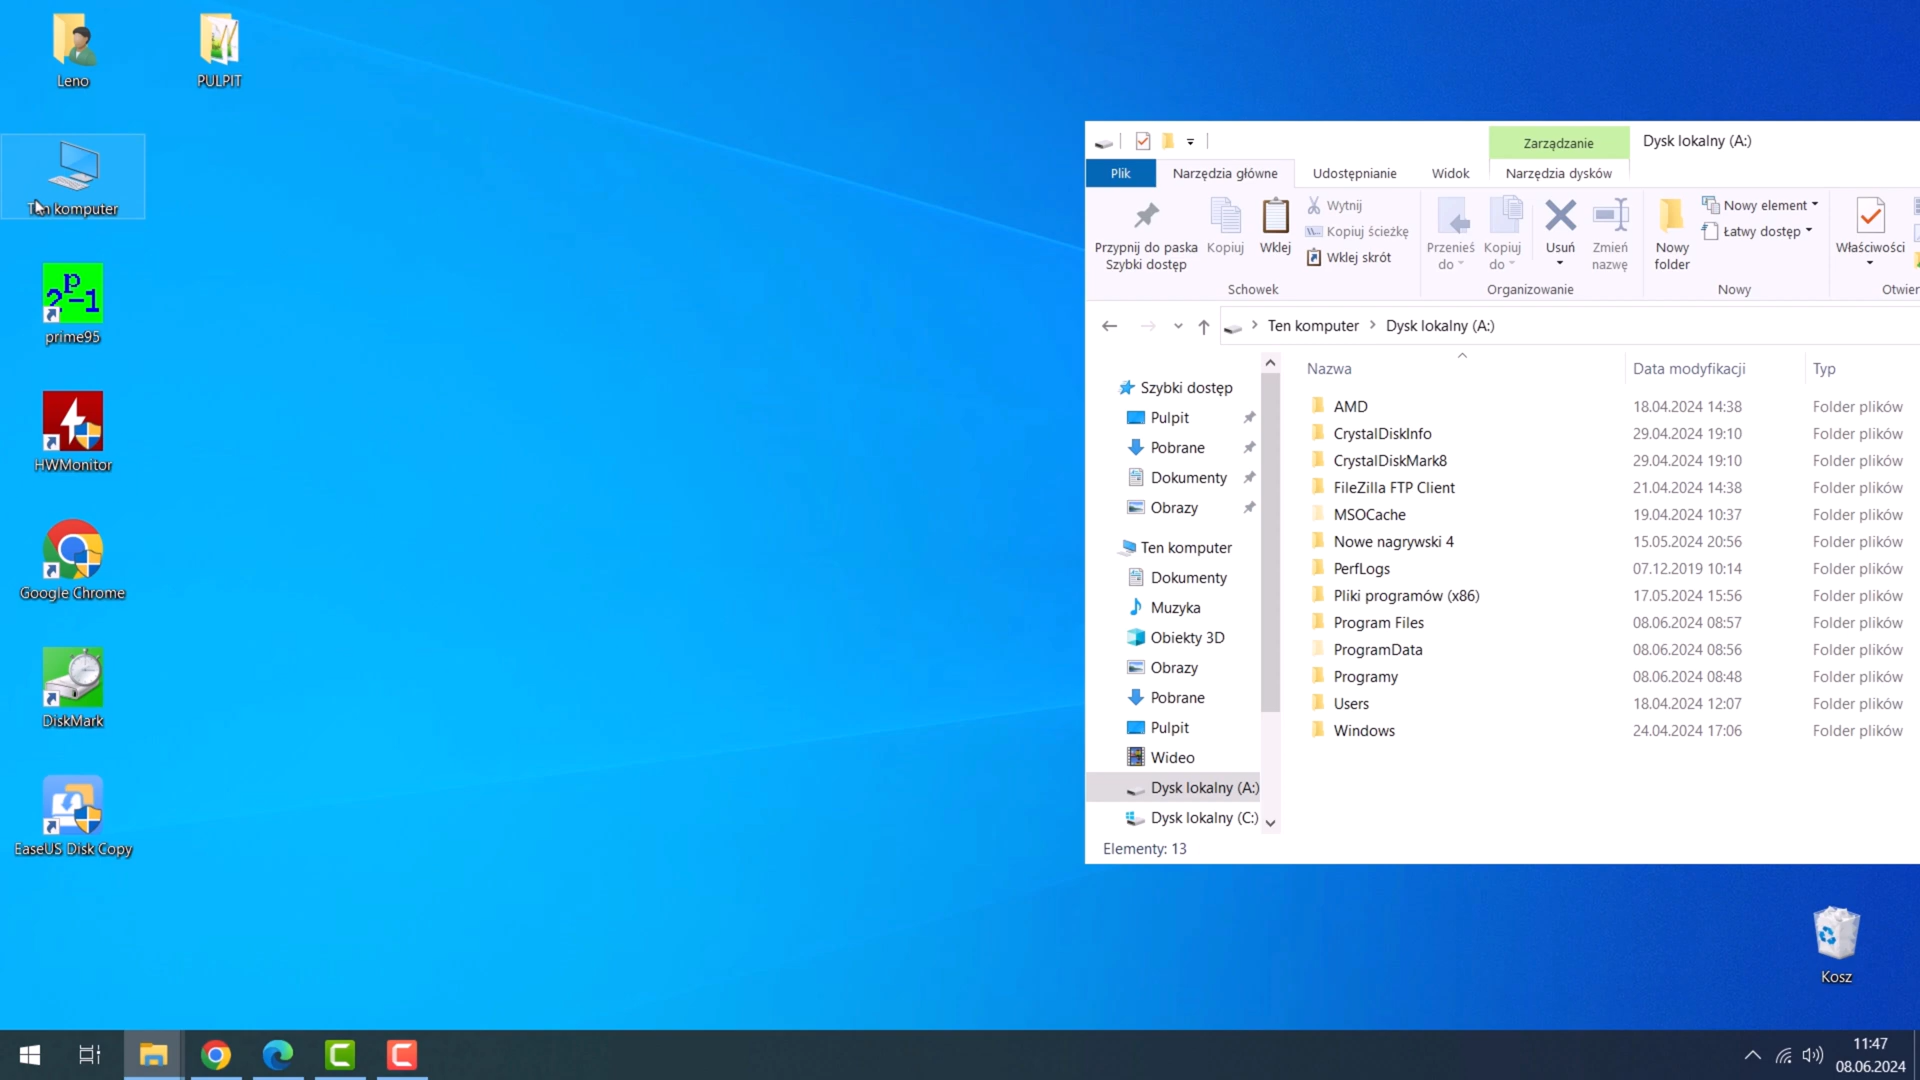 Leno
PULPIT
Ten komputer
prime95
HWMonitor
Google Chrome
DiskMark
EaseUS Disk Copy
Zarządzanie
Dysk lokalny (A:)
Plik
Narzędzia główne
Udostępnianie
Widok
Narzędzia dysków
Przypnij do paska
Szybki dostęp
Kopiuj
Wklej
Wytnij
Kopiuj ścieżkę
Wklej skrót
Schowek
Przenieś
do
Kopiuj
do
Usuń
Zmień
nazwę
Organizowanie
Nowy
folder
Nowy element
Łatwy dostęp
Nowy
Właściwości
Otwier
Ten komputer
Dysk lokalny (A:)
Szybki dostęp
Pulpit
Pobrane
Dokumenty
Obrazy
Ten komputer
Dokumenty
Muzyka
Obiekty 3D
Obrazy
Pobrane
Pulpit
Wideo
Dysk lokalny (A:)
Dysk lokalny (C:)
Nazwa Data modyfikacji Typ
AMD 18.04.2024 14:38 Folder plików
CrystalDiskInfo 29.04.2024 19:10 Folder plików
CrystalDiskMark8 29.04.2024 19:10 Folder plików
FileZilla FTP Client 21.04.2024 14:38 Folder plików
MSOCache 19.04.2024 10:37 Folder plików
Nowe nagrywski 4 15.05.2024 20:56 Folder plików
PerfLogs 07.12.2019 10:14 Folder plików
Pliki programów (x86) 17.05.2024 15:56 Folder plików
Program Files 08.06.2024 08:57 Folder plików
ProgramData 08.06.2024 08:56 Folder plików
Programy 08.06.2024 08:48 Folder plików
Users 18.04.2024 12:07 Folder plików
Windows 24.04.2024 17:06 Folder plików
Elementy: 13
Kosz
11:47
08.06.2024